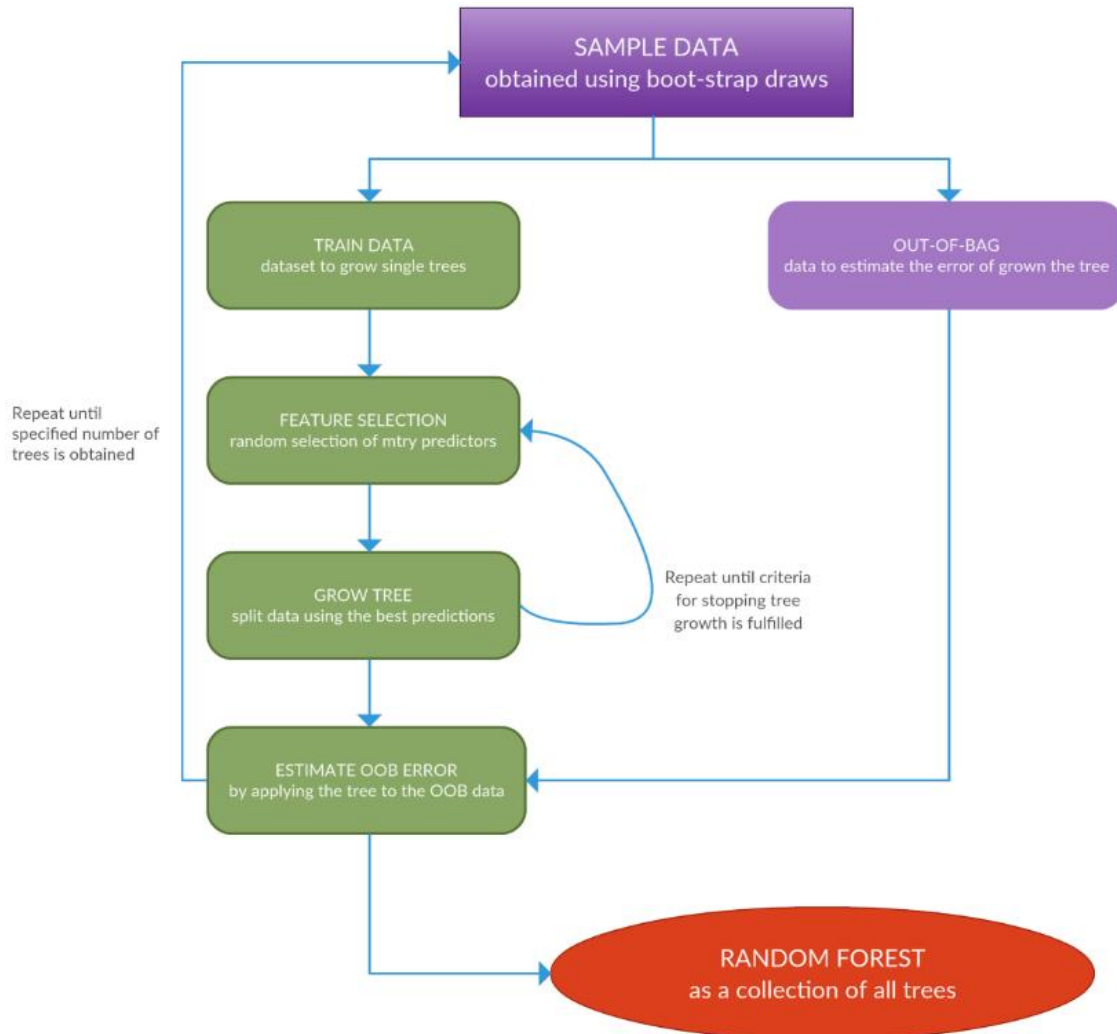 SAMPLE DATA
obtained using boot-strap draws
TRAIN DATA
dataset to grow single trees
OUT-OF-BAG
data to estimate the error of grown the tree
FEATURE SELECTION
random selection of mtry predictors
Repeat until
specified number of
trees is obtained
GROW TREE
split data using the best predictions
Repeat until criteria
for stopping tree
growth is fulfilled
ESTIMATE OOB ERROR
by applying the tree to the OOB data
RANDOM FOREST
as a collection of all trees